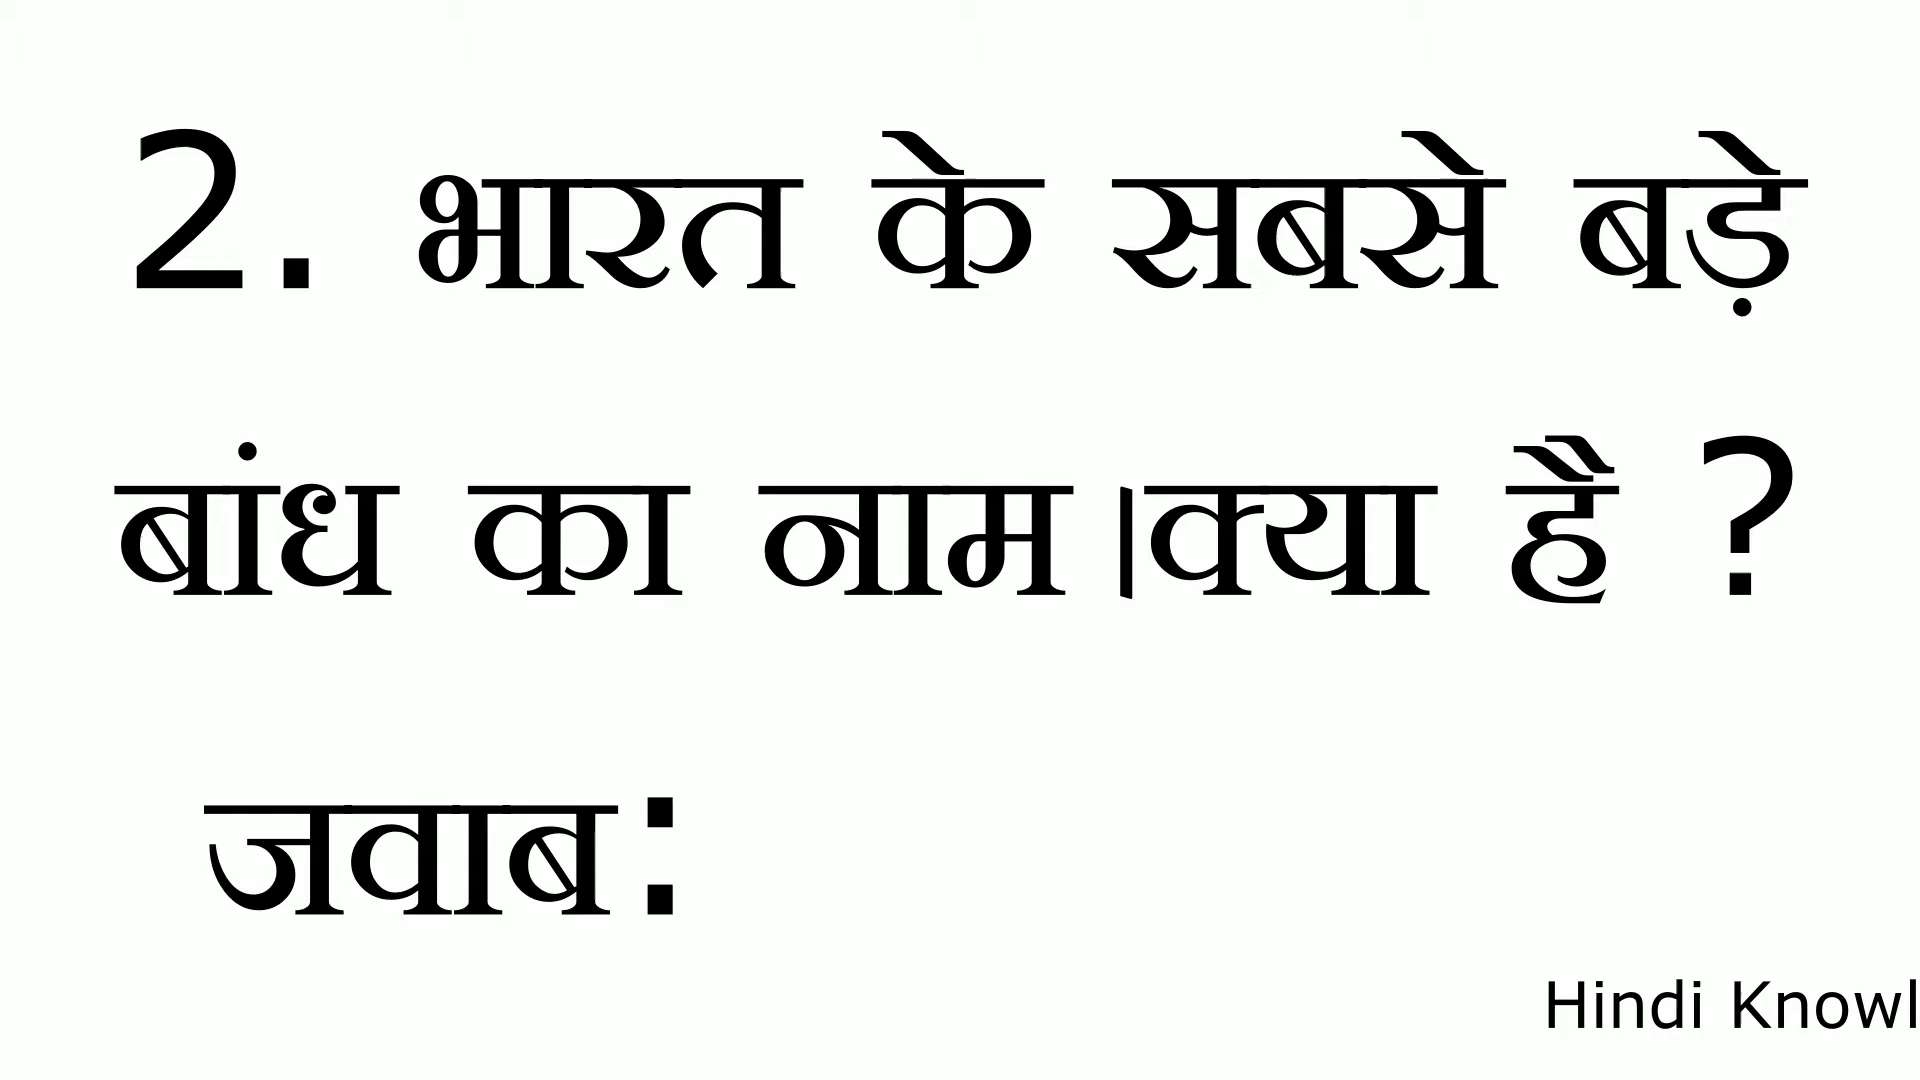 2. भारत के सबसे बड़े
बांध का नाम |क्या है ?
जवाब:
Hindi Knowl